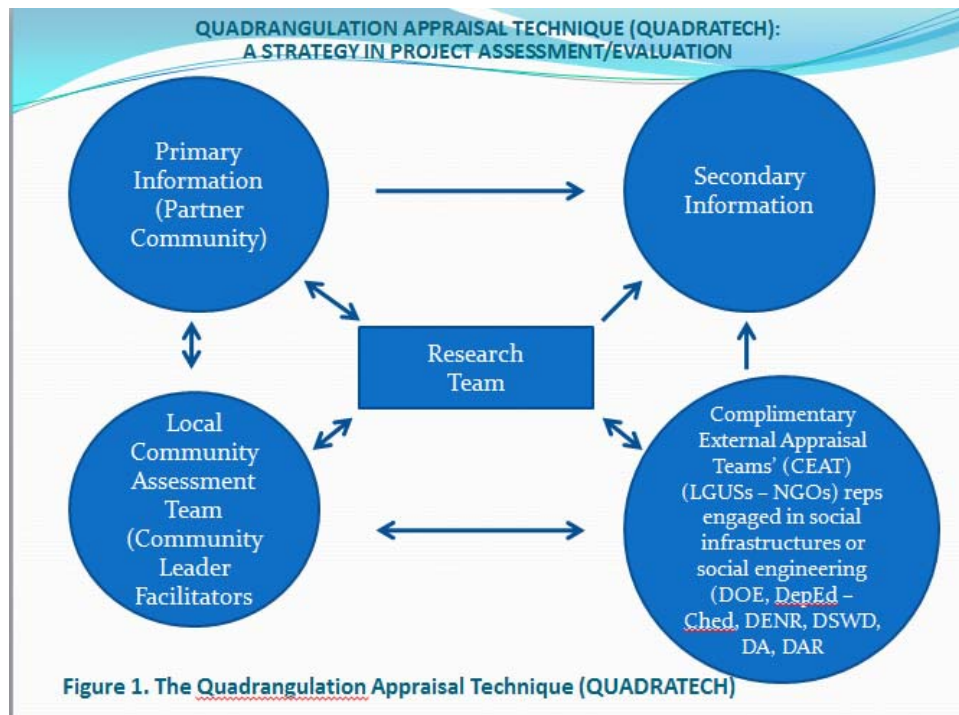 QUADRANGULATION APPRAISAL TECHNIQUE (QUADRATECH):
A STRATEGY IN PROJECT ASSESSMENT/EVALUATION
Primary
Information
(Partner
Community)
Secondary
Information
Research
Team
Local
Community
Assessment
Team
(Community
Leader
Facilitators
Complimentary
External Appraisal
Teams’ (CEAT)
(LGUSs – NGOs) reps
engaged in social
infrastructures or
social engineering
(DOE, DepEd –
Ched, DENR, DSWD,
DA, DAR
Figure 1. The Quadrangulation Appraisal Technique (QUADRATECH)